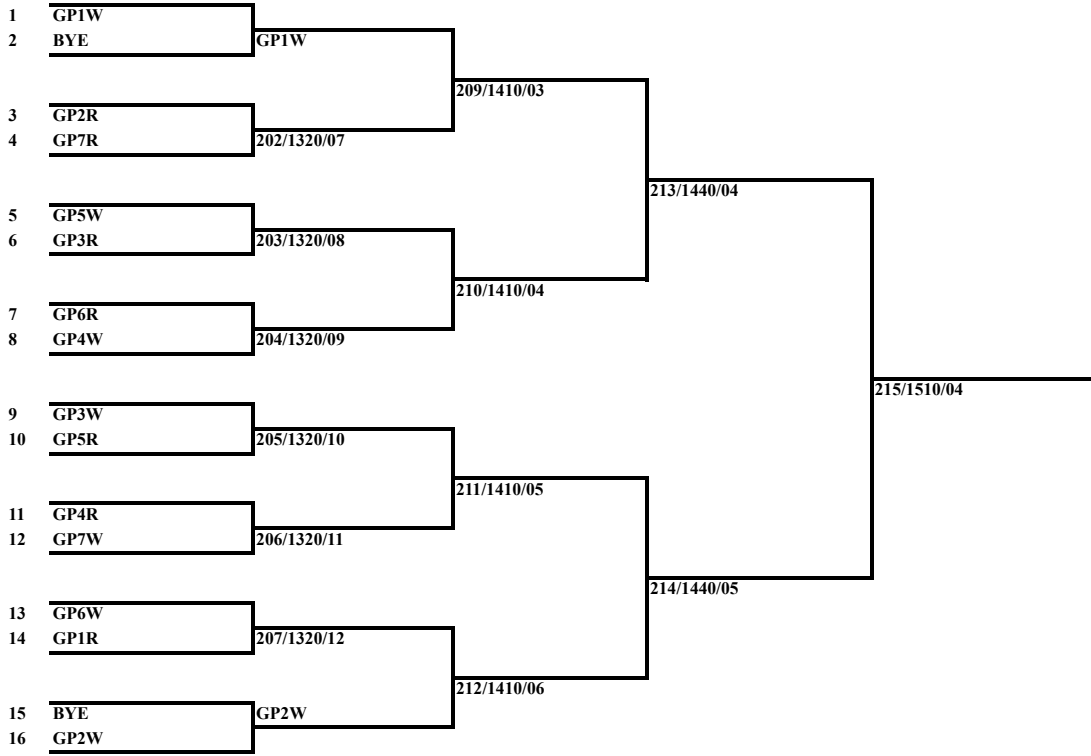 1 GP1W
2 BYE GP1W
209/1410/03
3 GP2R
4 GP7R 202/1320/07
213/1440/04
5 GP5W
6 GP3R 203/1320/08
210/1410/04
7 GP6R
8 GP4W 204/1320/09
215/1510/04
9 GP3W
10 GP5R 205/1320/10
211/1410/05
11 GP4R
12 GP7W 206/1320/11
214/1440/05
13 GP6W
14 GP1R 207/1320/12
212/1410/06
15 BYE GP2W
16 GP2W